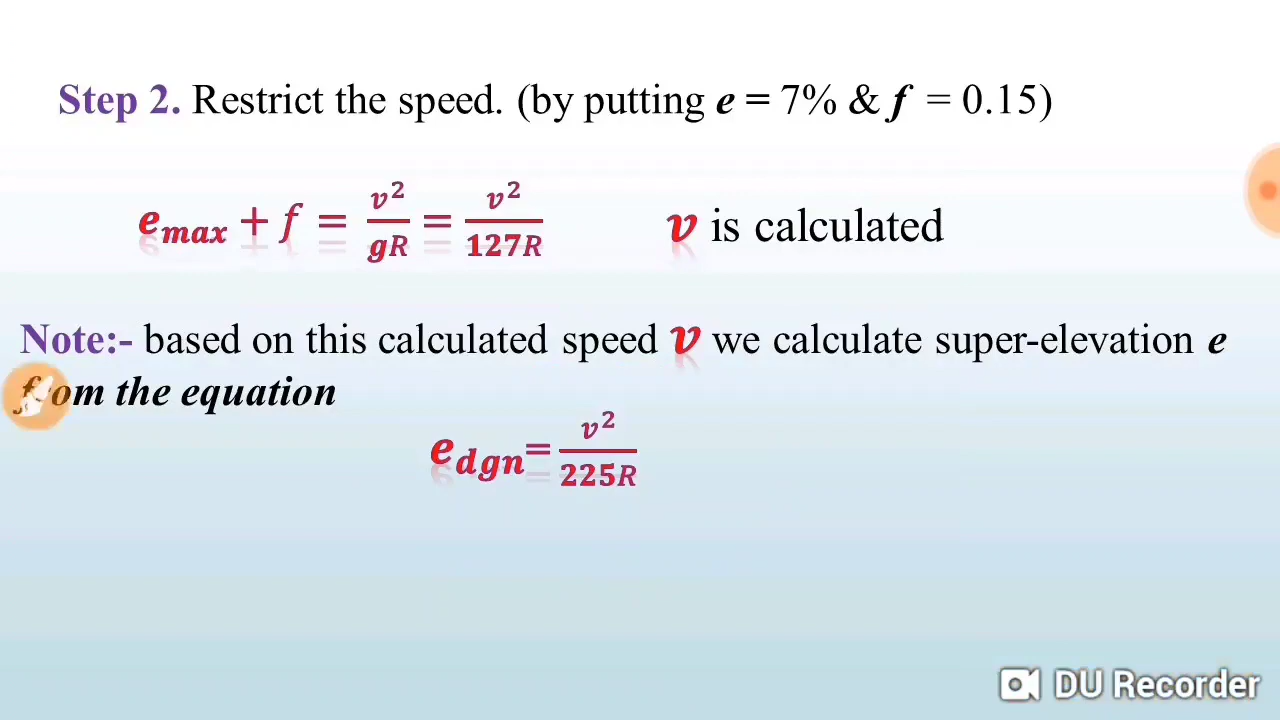 Step 2. Restrict the speed. (by putting e = 7% & f = 0.15)
e_max + f = v²/gR = v²/127R v is calculated
Note:- based on this calculated speed v we calculate super-elevation e
from the equation
e_dgn = v²/225R
DU Recorder